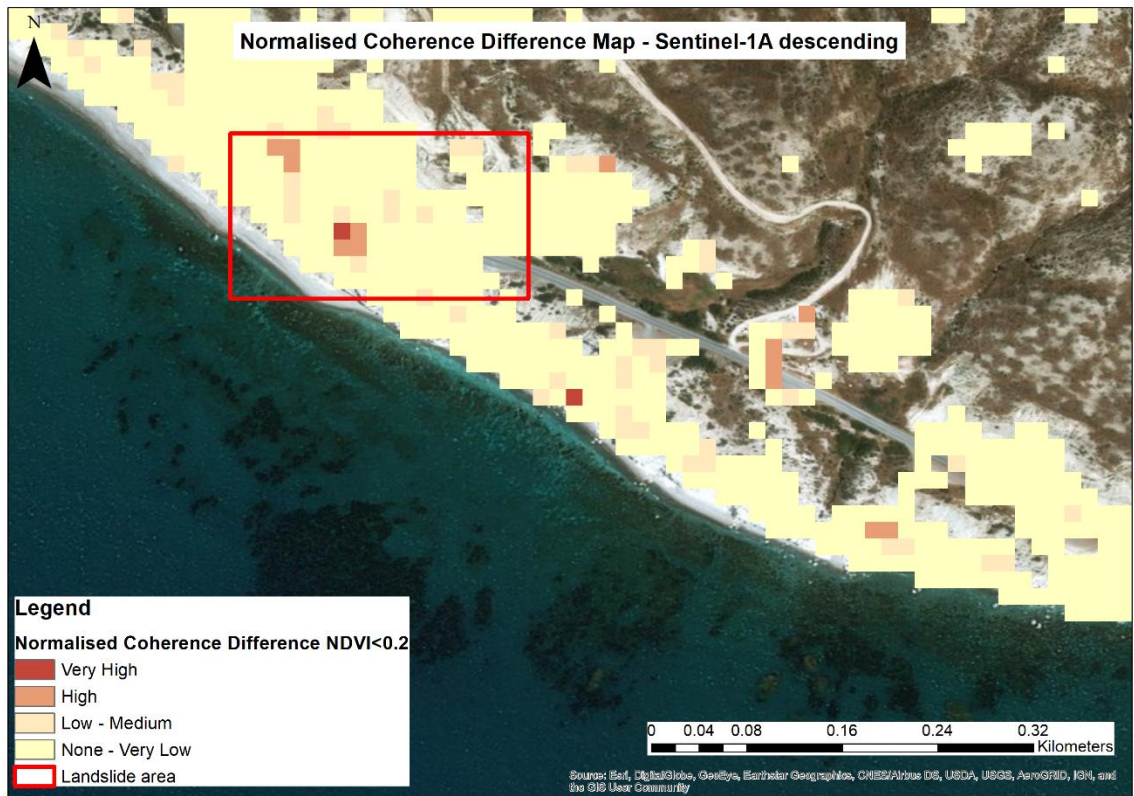 Normalised Coherence Difference Map - Sentinel-1A descending
N
Legend
Normalised Coherence Difference NDVI<0.2
Very High
High
Low - Medium
None - Very Low
Landslide area
0 0.04 0.08 0.16 0.24 0.32
Kilometers
Source: Esri, DigitalGlobe, GeoEye, Earthstar Geographics, CNES/Airbus DS, USDA, USGS, AeroGRID, IGN, and
the GIS User Community